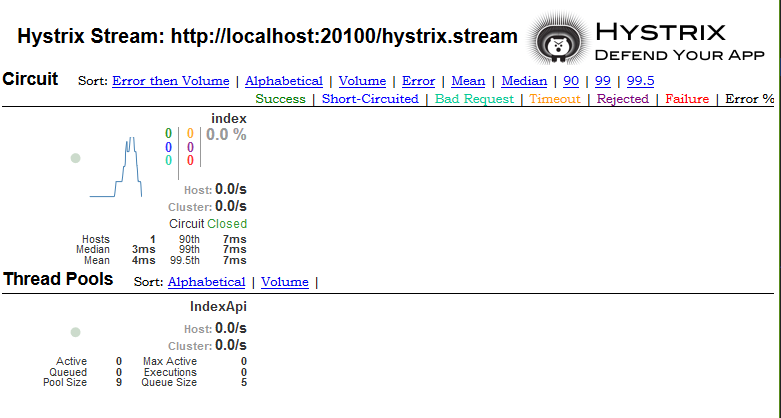 Hystrix Stream: http://localhost:20100/hystrix.stream
HYSTRIX
DEFEND YOUR APP
Circuit Sort: Error then Volume | Alphabetical | Volume | Error | Mean | Median | 90 | 99 | 99.5
Success | Short-Circuited | Bad Request | Timeout | Rejected | Failure | Error %
index
0 0 0.0 %
0 0
0 0
Host: 0.0/s
Cluster: 0.0/s
Circuit Closed
Hosts 1 90th 7ms
Median 3ms 99th 7ms
Mean 4ms 99.5th 7ms
Thread Pools Sort: Alphabetical | Volume |
IndexApi
Host: 0.0/s
Cluster: 0.0/s
Active 0 Max Active 0
Queued 0 Executions 0
Pool Size 9 Queue Size 5